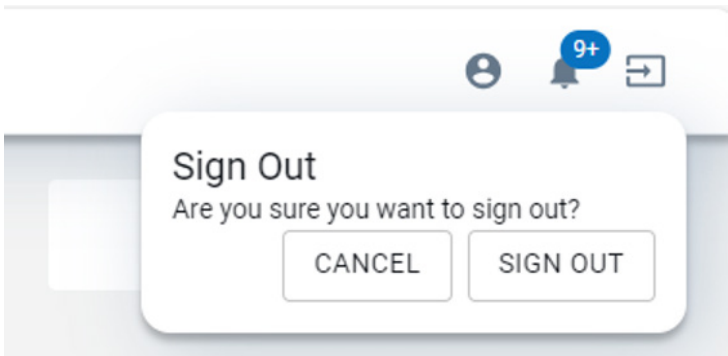 9+
Sign Out
Are you sure you want to sign out?
CANCEL SIGN OUT